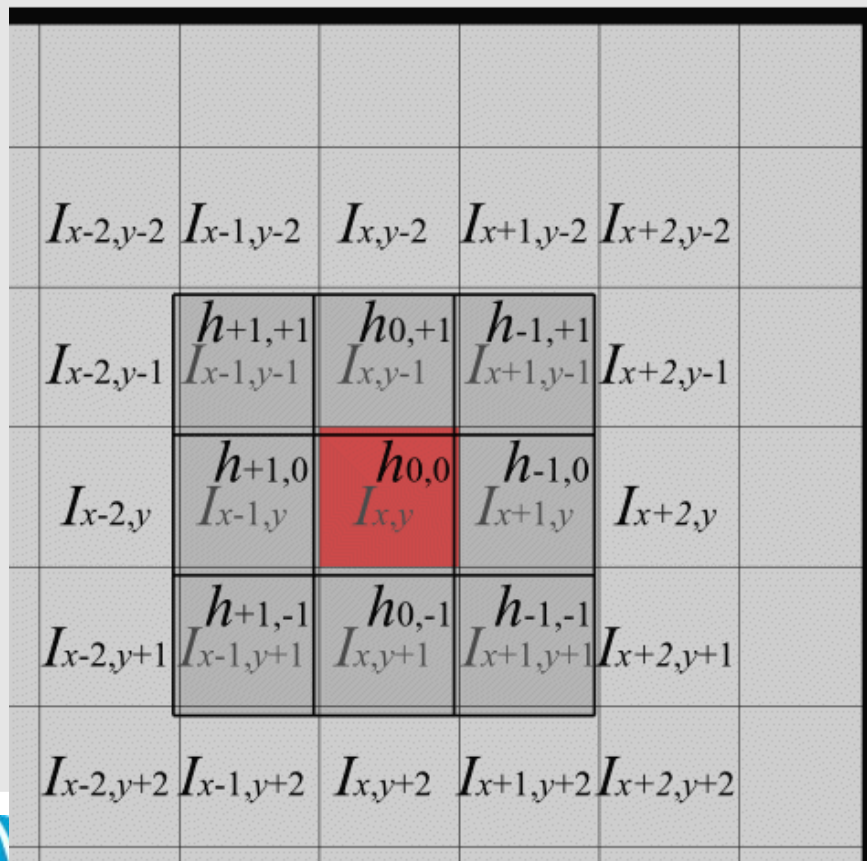 Ix-2,y-2 Ix-1,y-2 Ix,y-2 Ix+1,y-2 Ix+2,y-2
h+1,+1 h0,+1 h-1,+1
Ix-2,y-1 Ix-1,y-1 Ix,y-1 Ix+1,y-1 Ix+2,y-1
h+1,0 h0,0 h-1,0
Ix-2,y Ix-1,y Ix,y Ix+1,y Ix+2,y
h+1,-1 h0,-1 h-1,-1
Ix-2,y+1 Ix-1,y+1 Ix,y+1 Ix+1,y+1 Ix+2,y+1
Ix-2,y+2 Ix-1,y+2 Ix,y+2 Ix+1,y+2 Ix+2,y+2